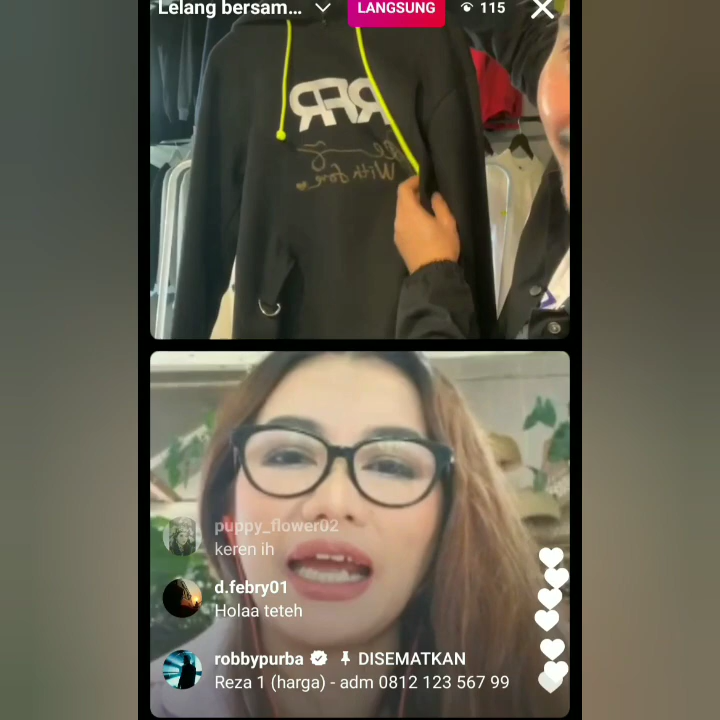 Lelang bersam...
LANGSUNG
115
RFR
With love
puppy_flower02
keren ih
d.febry01
Holaa teteh
robbypurba DISEMATKAN
Reza 1 (harga) - adm 0812 123 567 99